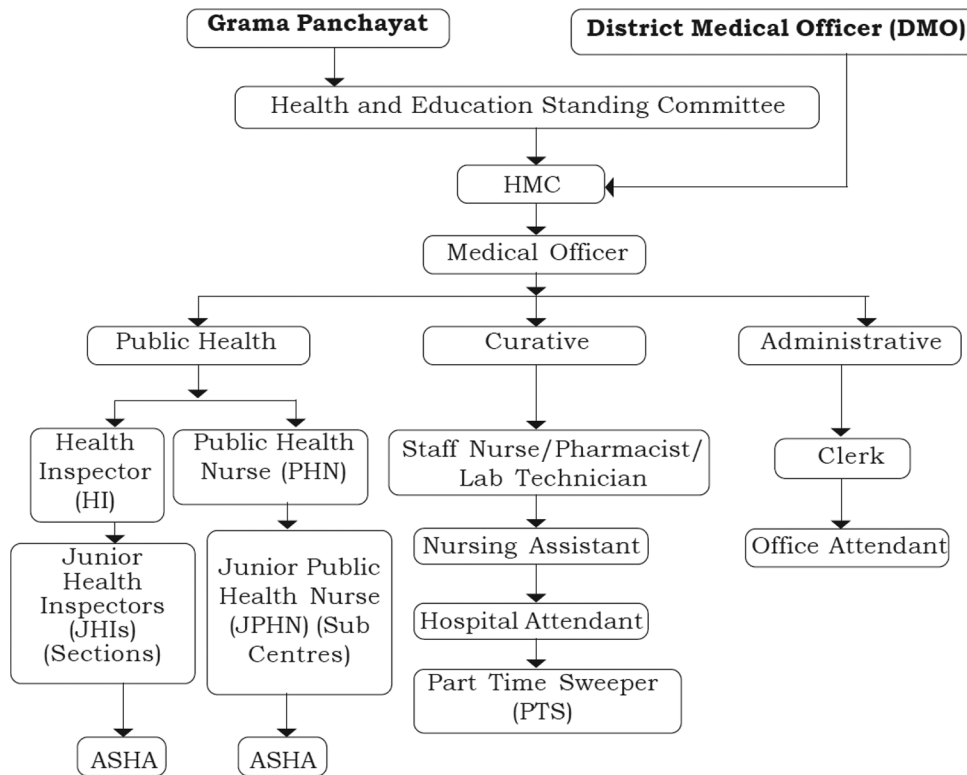 Grama Panchayat
District Medical Officer (DMO)
Health and Education Standing Committee
HMC
Medical Officer
Public Health
Curative
Administrative
Health
Inspector
(HI)
Public Health
Nurse (PHN)
Staff Nurse/Pharmacist/
Lab Technician
Clerk
Junior
Health
Inspectors
(JHIs)
(Sections)
Junior Public
Health Nurse
(JPHN) (Sub
Centres)
Nursing Assistant
Office Attendant
Hospital Attendant
Part Time Sweeper
(PTS)
ASHA
ASHA